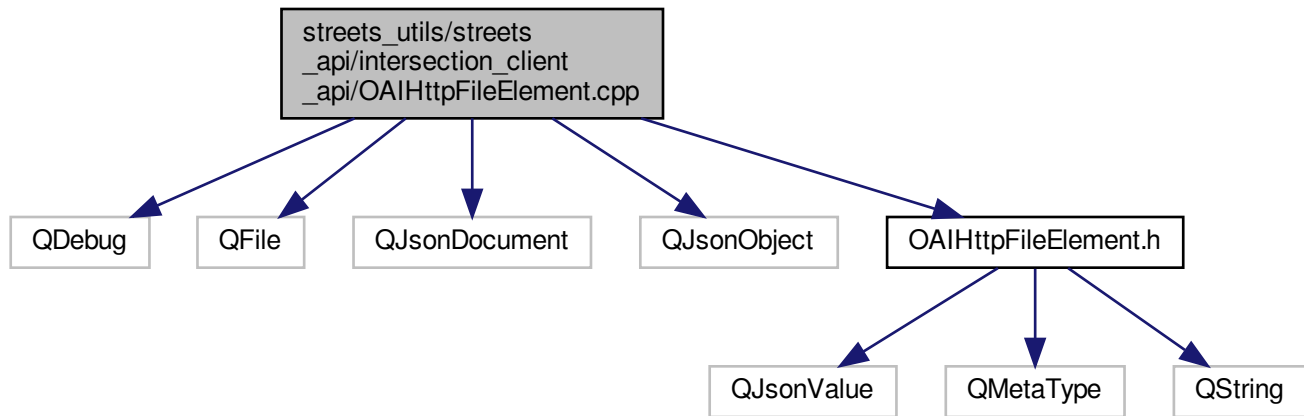 streets_utils/streets
_api/intersection_client
_api/OAIHttpFileElement.cpp
QDebug
QFile
QJsonDocument
QJsonObject
OAIHttpFileElement.h
QJsonValue
QMetaType
QString